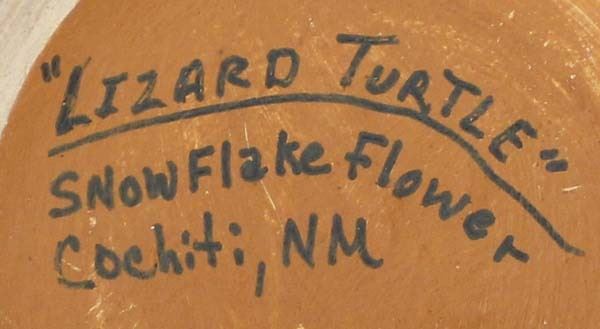 "LIZARD TURTLE"
SNOWFlake Flower
Cochiti, NM